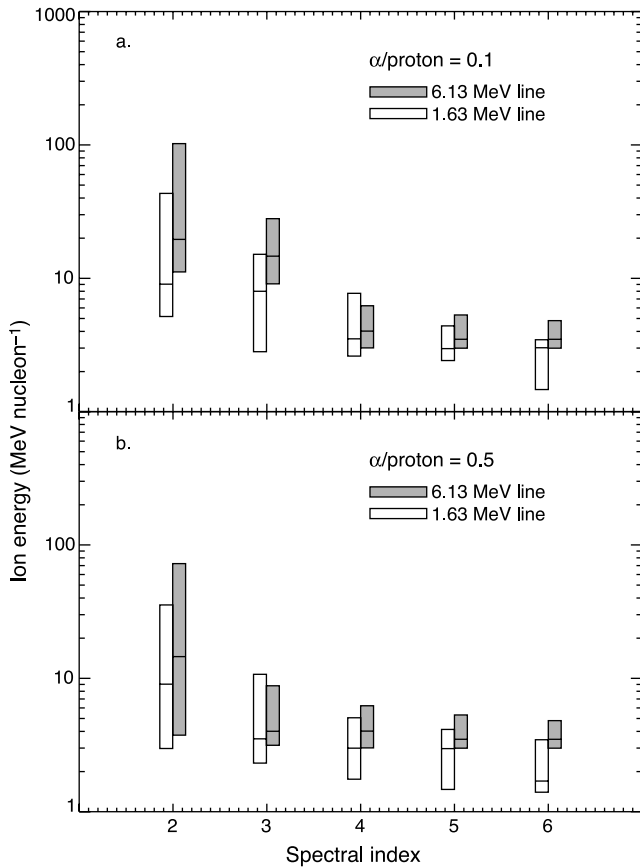 1000
a.
α/proton = 0.1
6.13 MeV line
1.63 MeV line
100
10
1
b.
α/proton = 0.5
6.13 MeV line
1.63 MeV line
100
10
1
2 3 4 5 6
Spectral index
Ion energy (MeV nucleon⁻¹)